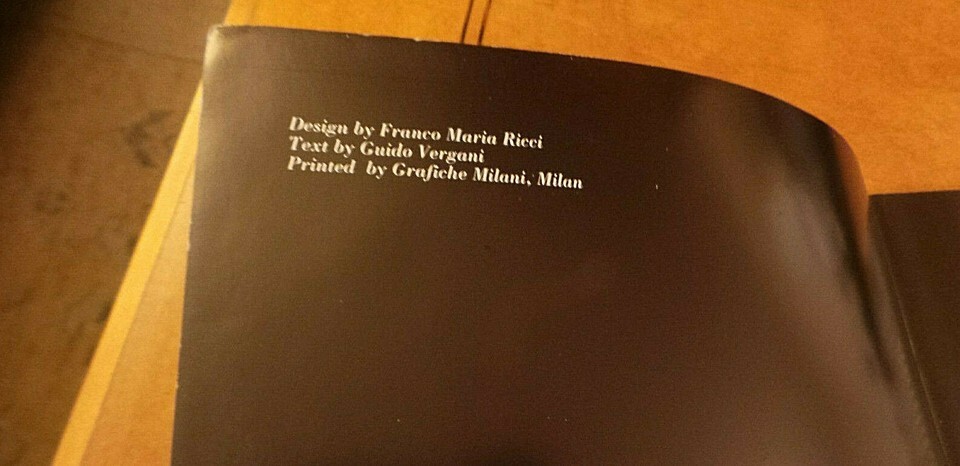 Design by Franco Maria Ricci
Text by Guido Vergani
Printed by Grafiche Milani, Milan